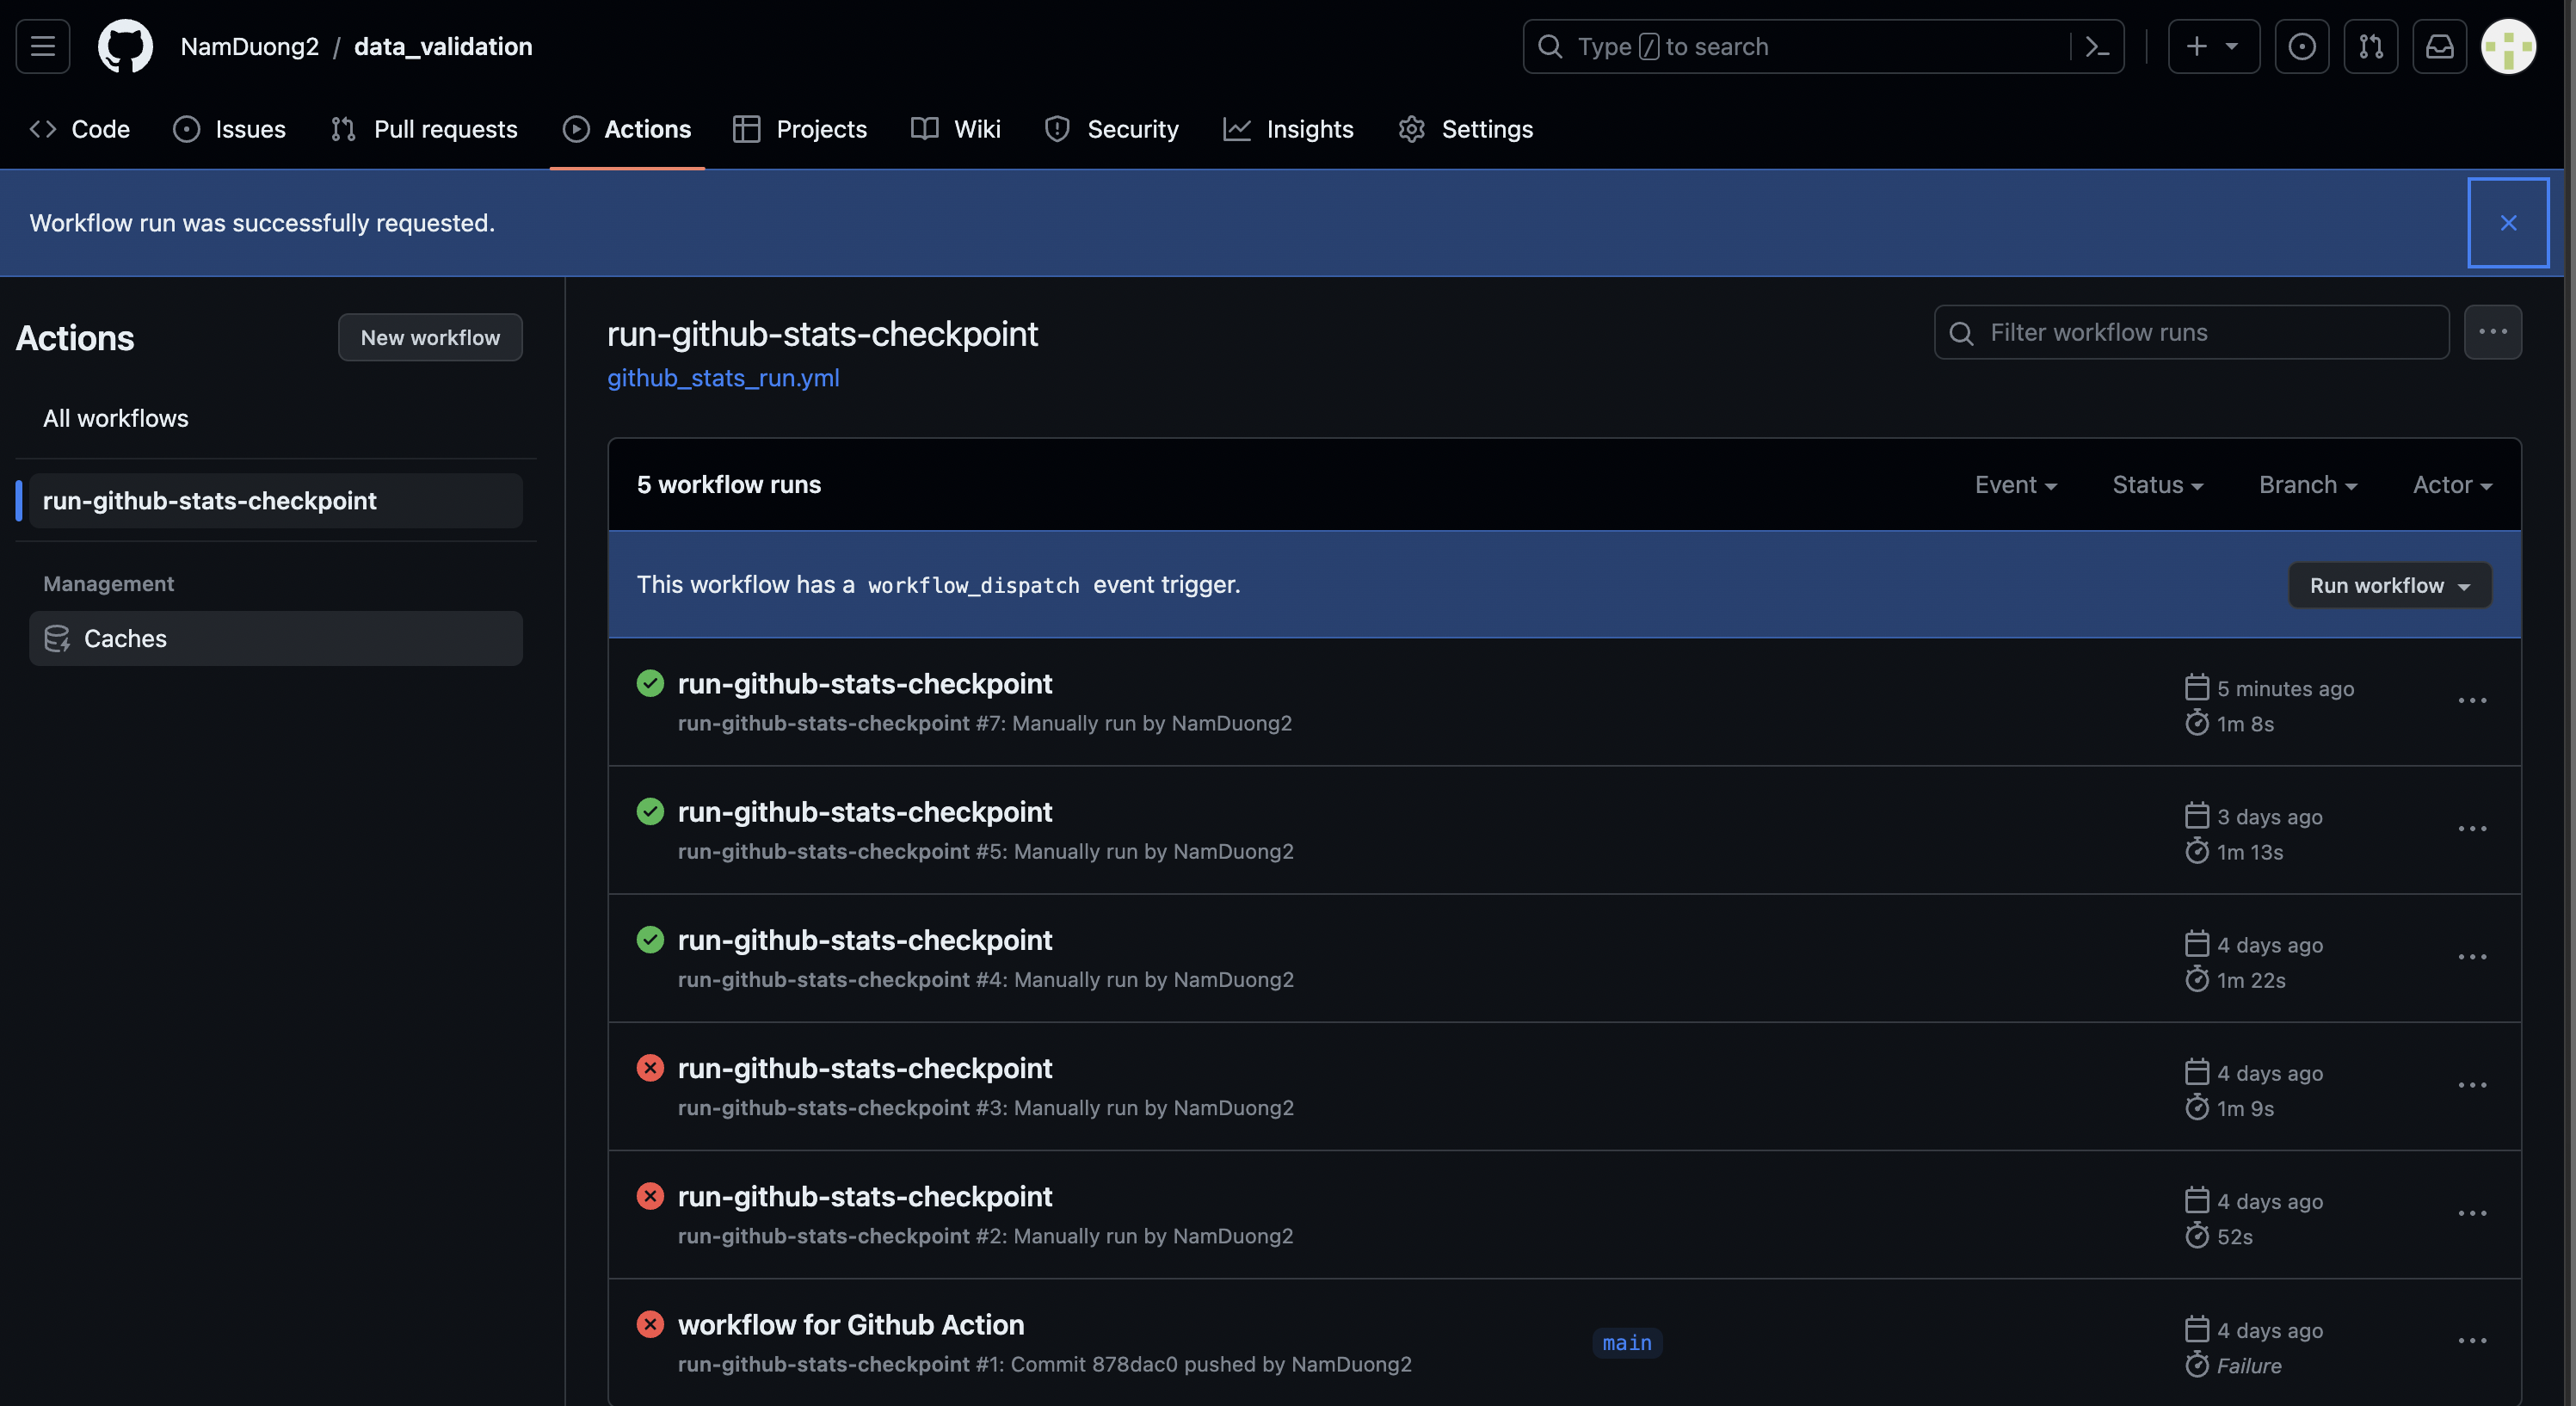 NamDuong2 / data_validation
Type / to search
Code Issues Pull requests Actions Projects Wiki Security Insights Settings
Workflow run was successfully requested.
Actions
New workflow
All workflows
run-github-stats-checkpoint
Management
Caches
run-github-stats-checkpoint
github_stats_run.yml
Filter workflow runs
5 workflow runs
Event Status Branch Actor
This workflow has a workflow_dispatch event trigger.
Run workflow
run-github-stats-checkpoint
run-github-stats-checkpoint #7: Manually run by NamDuong2
5 minutes ago
1m 8s
run-github-stats-checkpoint
run-github-stats-checkpoint #5: Manually run by NamDuong2
3 days ago
1m 13s
run-github-stats-checkpoint
run-github-stats-checkpoint #4: Manually run by NamDuong2
4 days ago
1m 22s
run-github-stats-checkpoint
run-github-stats-checkpoint #3: Manually run by NamDuong2
4 days ago
1m 9s
run-github-stats-checkpoint
run-github-stats-checkpoint #2: Manually run by NamDuong2
4 days ago
52s
workflow for Github Action
run-github-stats-checkpoint #1: Commit 878dac0 pushed by NamDuong2
main
4 days ago
Failure